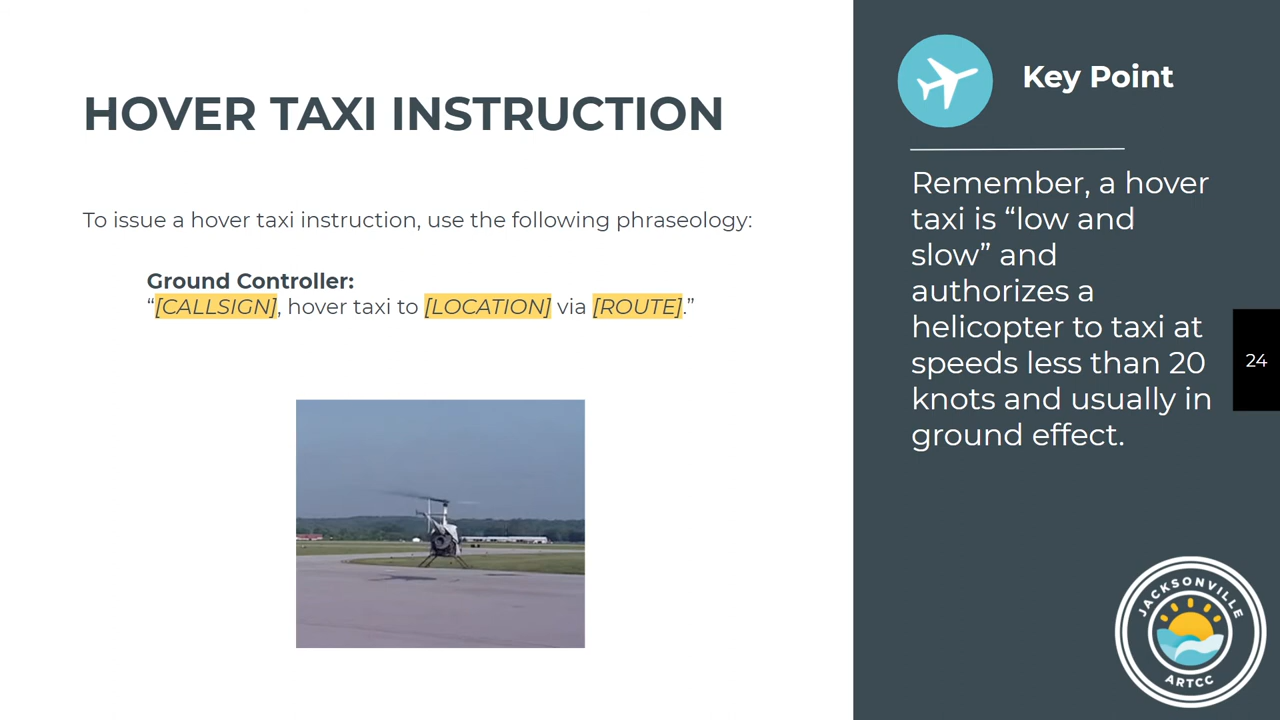 HOVER TAXI INSTRUCTION
To issue a hover taxi instruction, use the following phraseology:
Ground Controller:
“[CALLSIGN], hover taxi to [LOCATION] via [ROUTE].”
Key Point
Remember, a hover
taxi is “low and
slow” and
authorizes a
helicopter to taxi at
speeds less than 20
knots and usually in
ground effect.
24
JACKSONVILLE
ARTCC